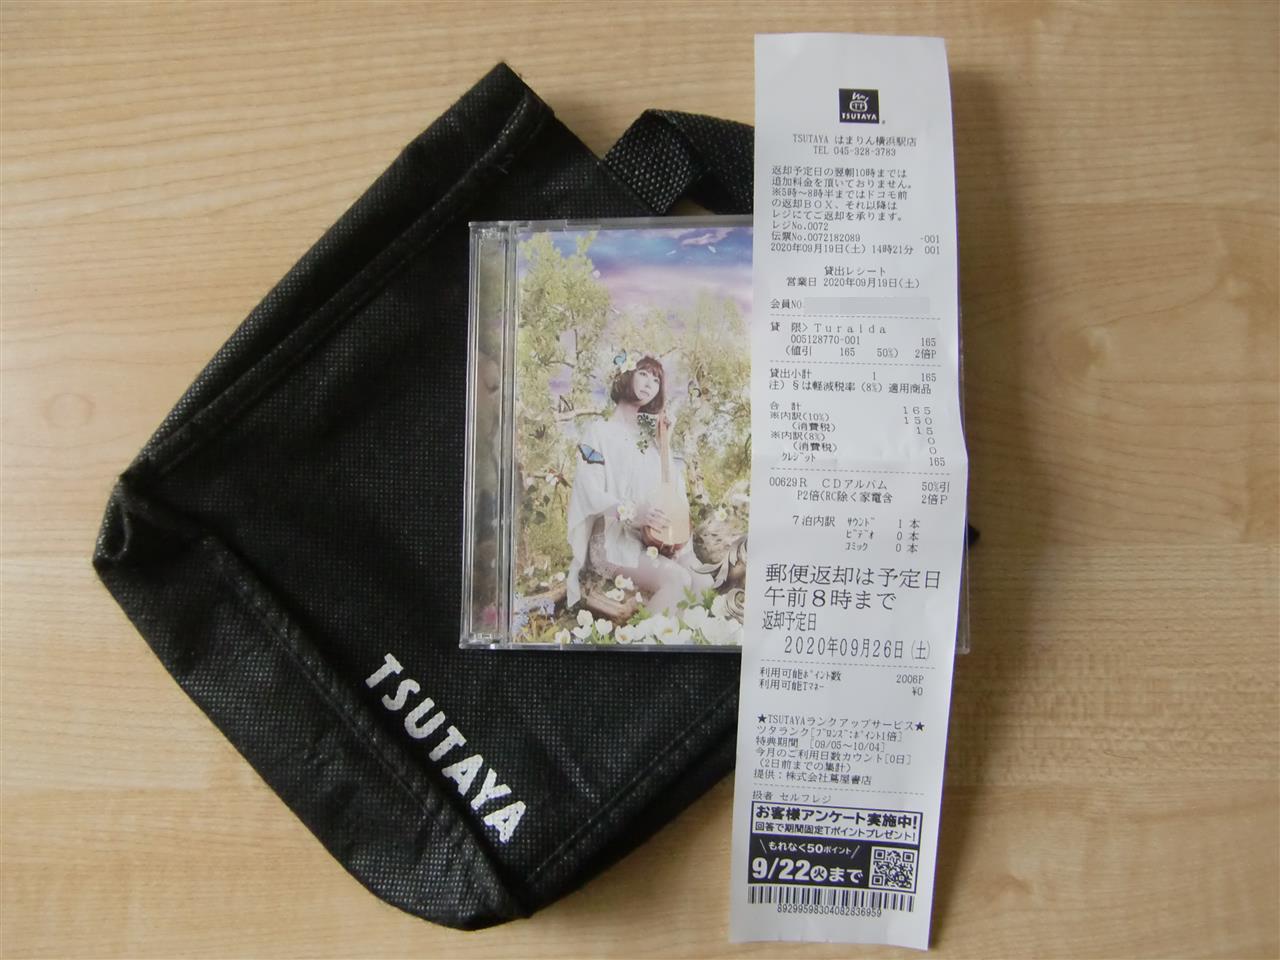 TSUTAYA
TSUTAYA
TSUTAYA はまりん横浜駅店
TEL 045-328-3783
返却予定日の翌朝10時までは
追加料金を頂いておりません。
※5時～8時半まではドコモ前
の返却BOX、それ以降は
レジにてご返却を承ります。
レジNo.0072
伝票No.0072182089 -001
2020年09月19日(土) 14時21分 001
貸出レシート
営業日 2020年09月19日(土)
会員NO.
貸 限> Turalda
005128770-001 165
(値引 165 50%) 2倍P
貸出小計 1 165
注) §は軽減税率(8%)適用商品
合 計 165
※内訳(10%) 150
(消費税) 15
※内訳(8%) 0
(消費税) 0
クレジット 165
00629R CDアルバム 50%引
P2倍(RC除く家電含 2倍P
7泊内訳 サウンド 1 本
ビデオ 0 本
コミック 0 本
郵便返却は予定日
午前8時まで
返却予定日
2020年09月26日(土)
利用可能ポイント数 2006P
利用可能Tマネー ¥0
★TSUTAYAランクアップサービス★
ツタランク[ブロンズ:ポイント1倍]
特典期間 [09/05～10/04]
今月のご利用日数カウント[0日]
(2日前までの集計)
提供：株式会社蔦屋書店
扱者 セルフレジ
お客様アンケート実施中!
回答で期間固定Tポイントプレゼント!
もれなく50ポイント
9/22火まで
89299598304082836959